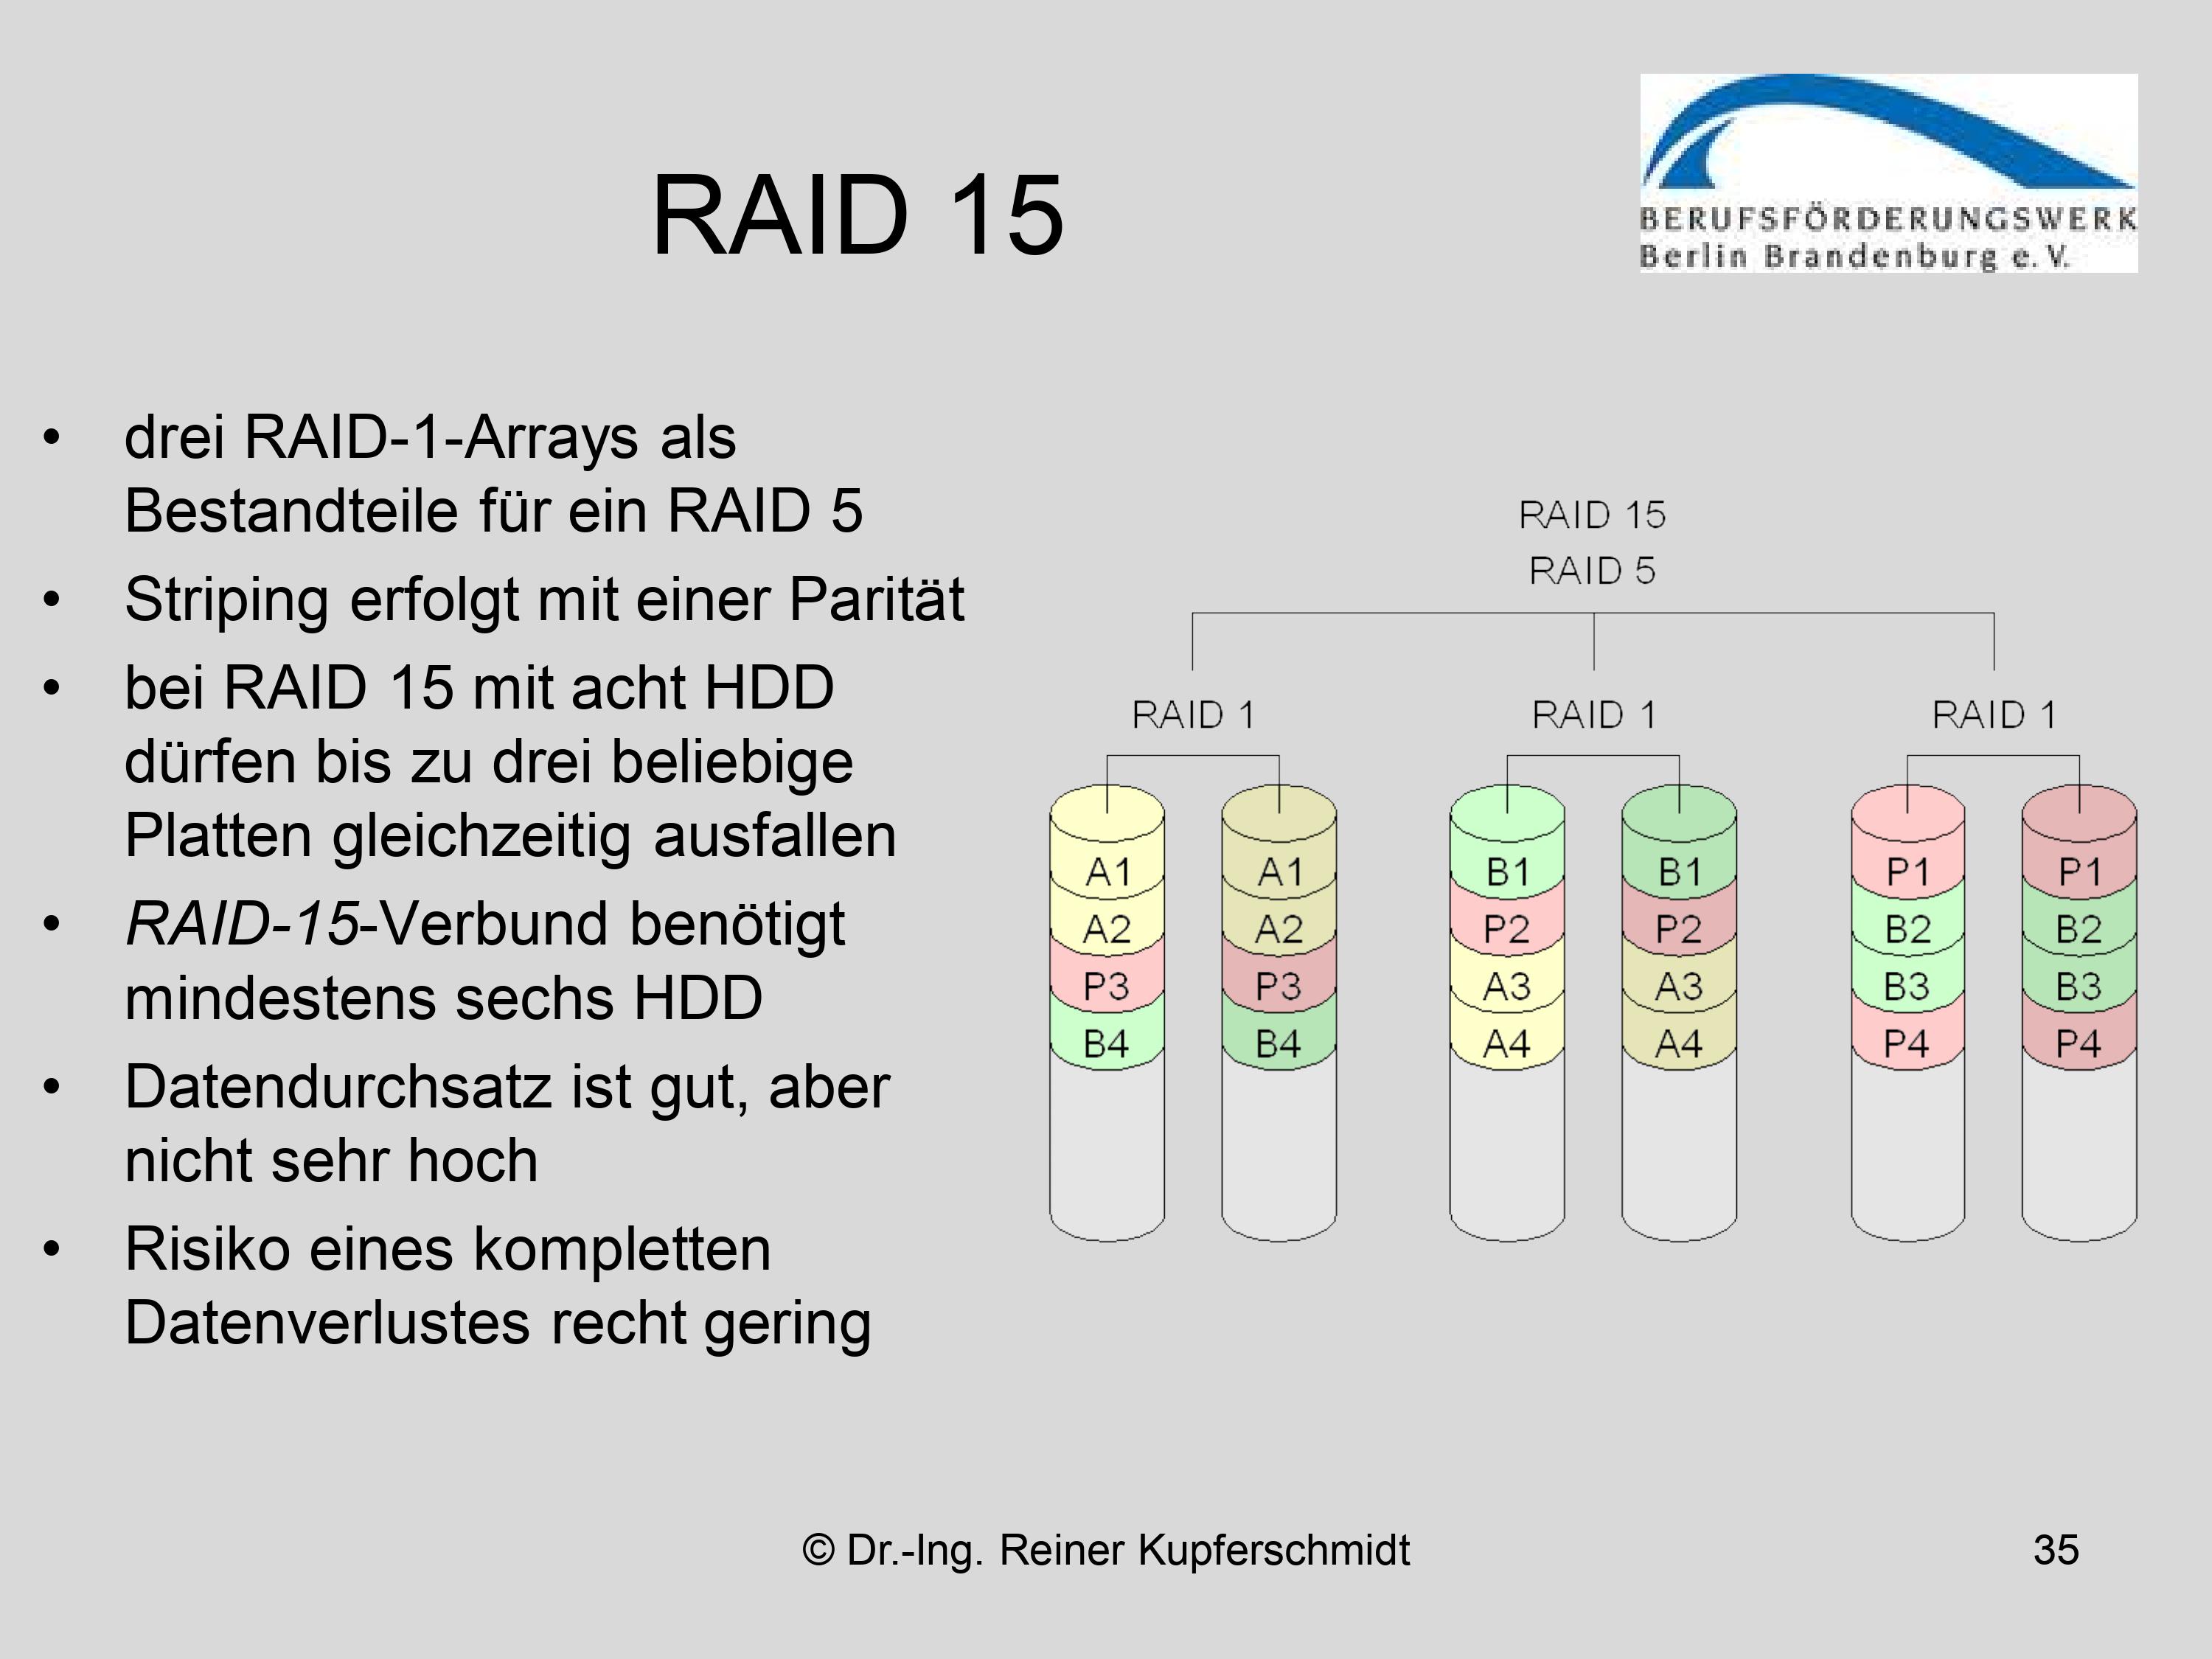 RAID 15
BERUFSFÖRDERUNGSWERK
Berlin Brandenburg e. V.
• drei RAID-1-Arrays als
Bestandteile für ein RAID 5
• Striping erfolgt mit einer Parität
• bei RAID 15 mit acht HDD
dürfen bis zu drei beliebige
Platten gleichzeitig ausfallen
• RAID-15-Verbund benötigt
mindestens sechs HDD
• Datendurchsatz ist gut, aber
nicht sehr hoch
• Risiko eines kompletten
Datenverlustes recht gering
RAID 15
RAID 5
RAID 1 RAID 1 RAID 1
A1 A1 B1 B1 P1 P1
A2 A2 P2 P2 B2 B2
P3 P3 A3 A3 B3 B3
B4 B4 A4 A4 P4 P4
© Dr.-Ing. Reiner Kupferschmidt
35